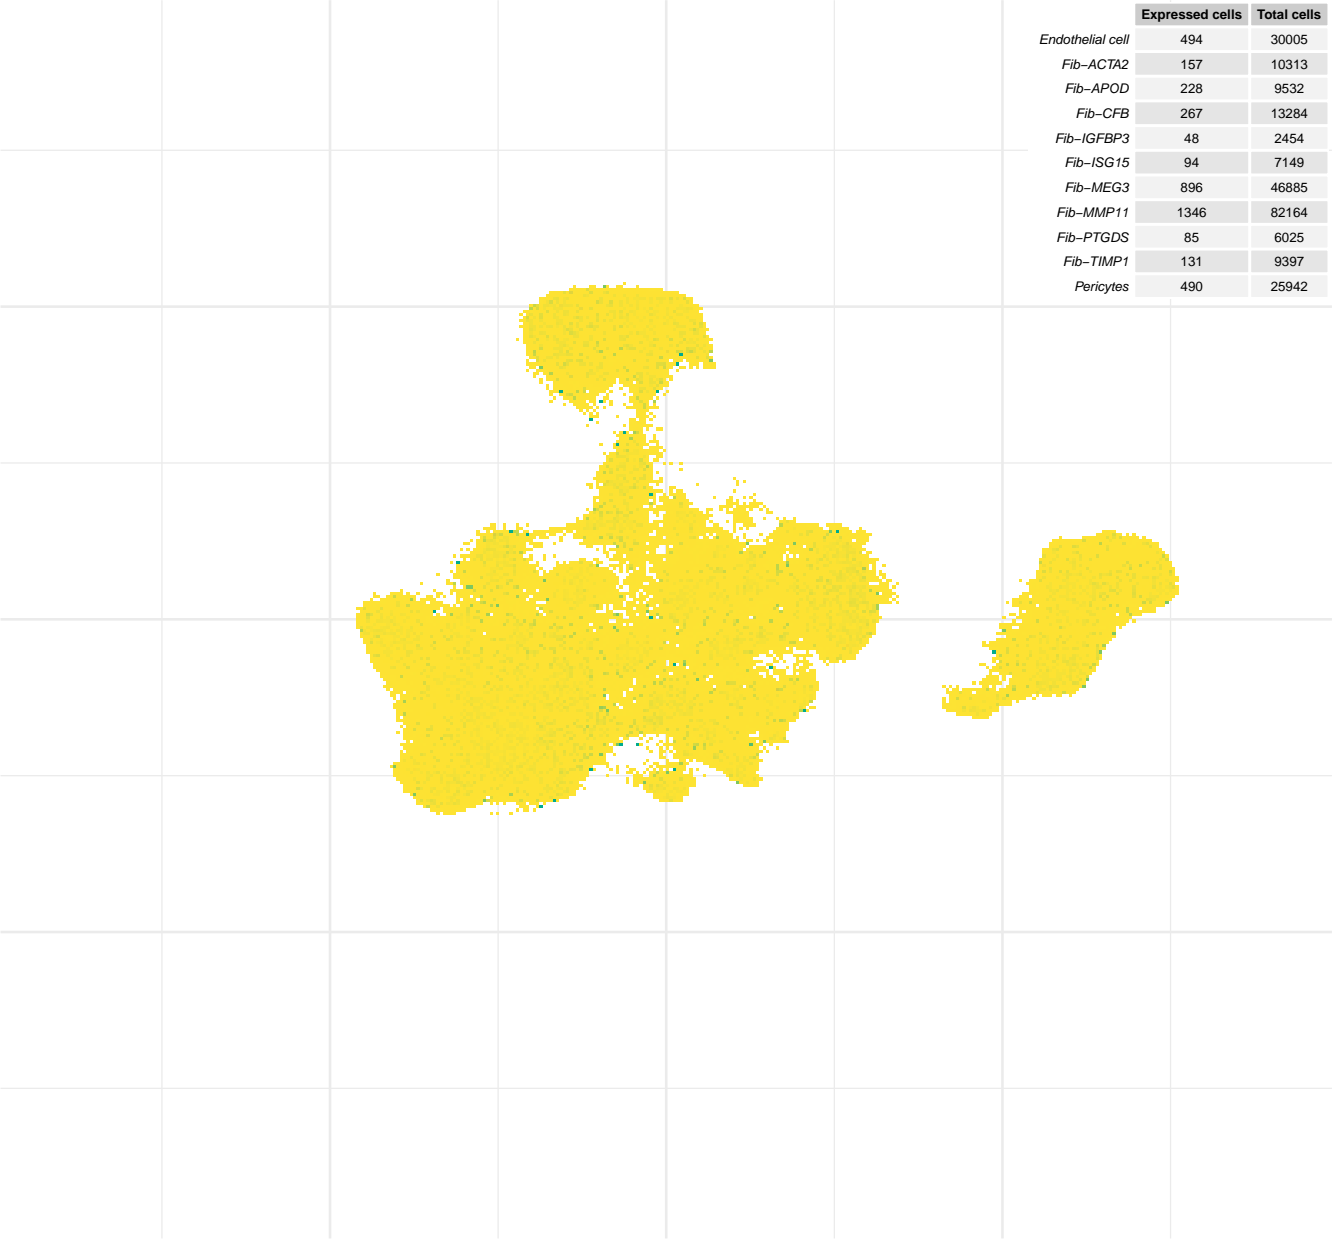 Expressed cells Total cells
Endothelial cell 494 30005
Fib−ACTA2 157 10313
Fib−APOD 228 9532
Fib−CFB 267 13284
Fib−IGFBP3 48 2454
Fib−ISG15 94 7149
Fib−MEG3 896 46885
Fib−MMP11 1346 82164
Fib−PTGDS 85 6025
Fib−TIMP1 131 9397
Pericytes 490 25942